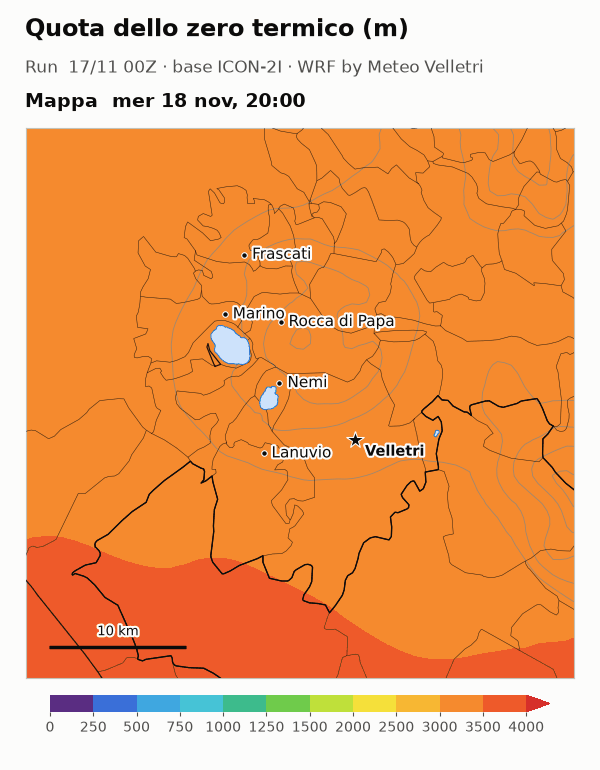 Quota dello zero termico (m)
Run  17/11 00Z · base ICON-2I · WRF by Meteo Velletri
Mappa  mer 18 nov, 20:00
Frascati
Marino
Rocca di Papa
Nemi
Velletri
Lanuvio
10 km
0 250 500 750 1000 1250 1500 2000 2500 3000 3500 4000